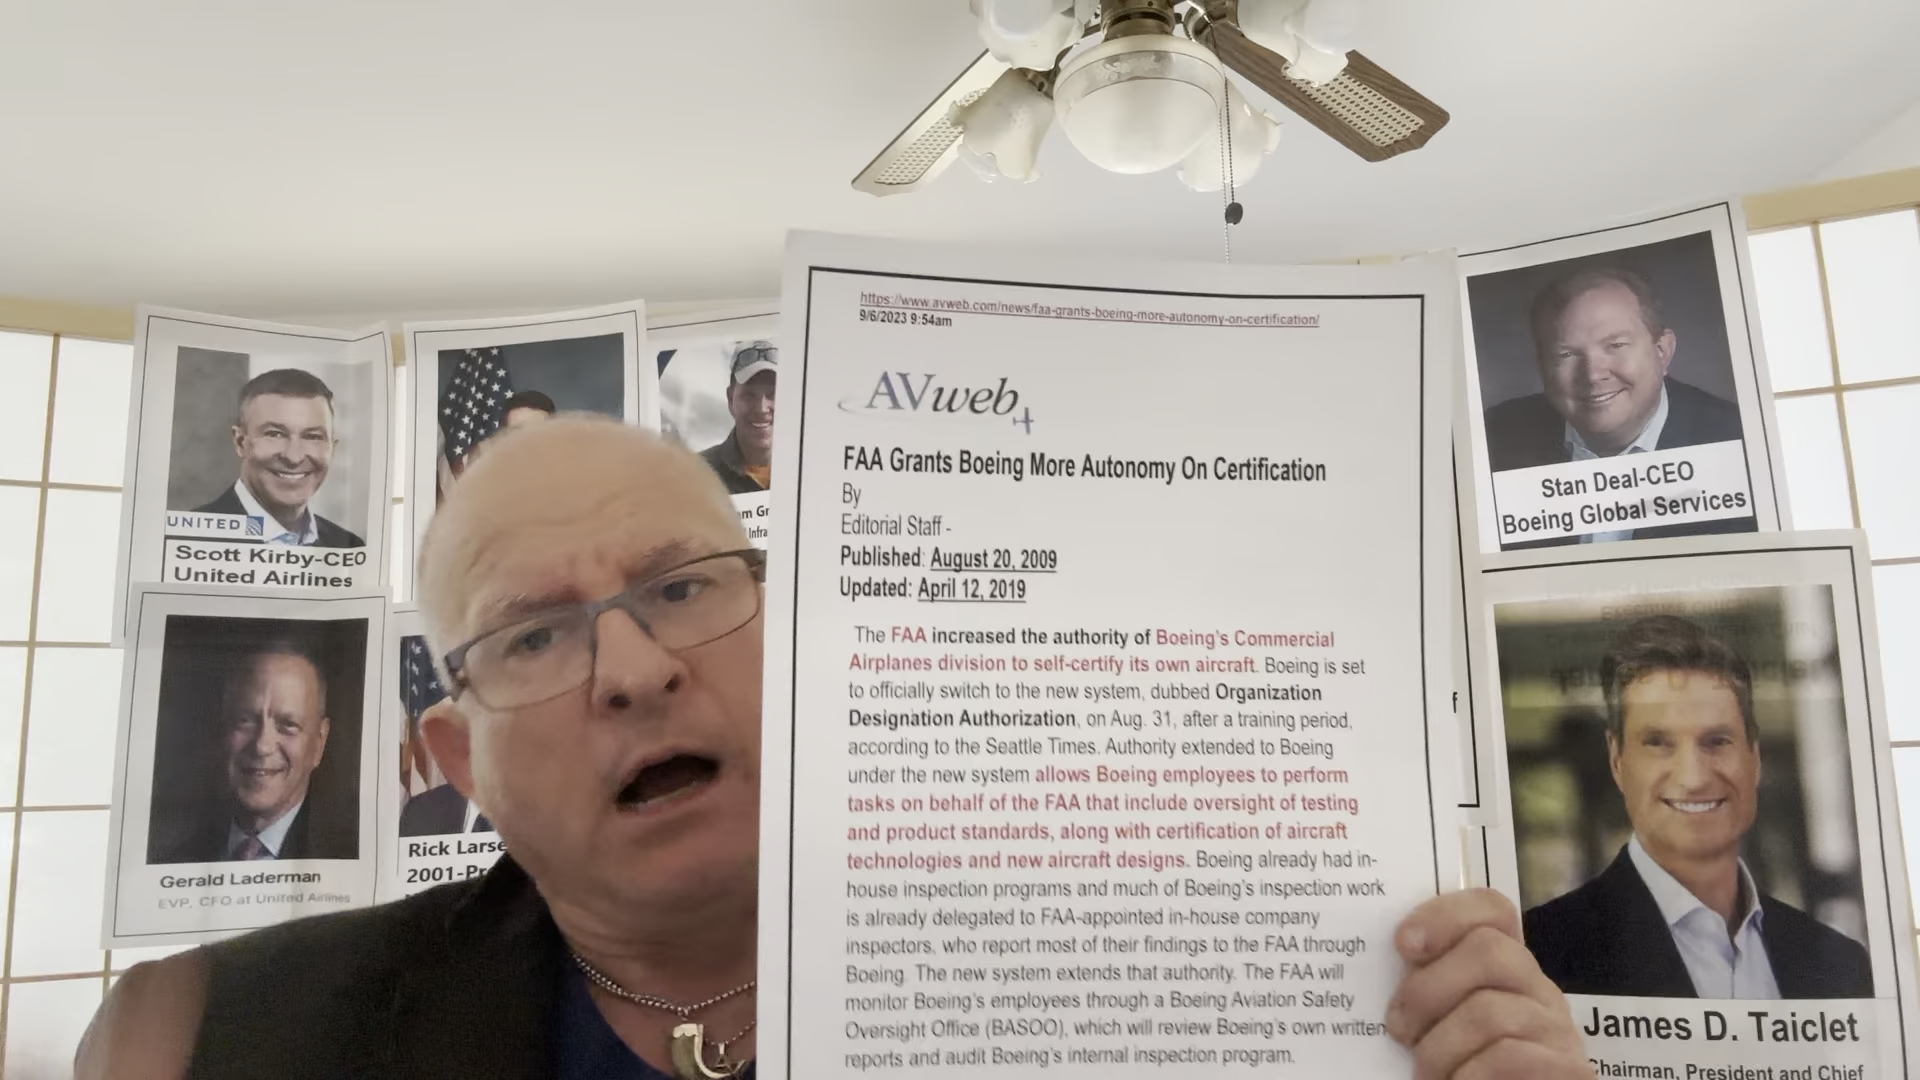 https://www.avweb.com/news/faa-grants-boeing-more-autonomy-on-certification/
9/6/2023 9:54am
AVweb
FAA Grants Boeing More Autonomy On Certification
By
Editorial Staff -
Published: August 20, 2009
Updated: April 12, 2019
The FAA increased the authority of Boeing's Commercial
Airplanes division to self-certify its own aircraft. Boeing is set
to officially switch to the new system, dubbed Organization
Designation Authorization, on Aug. 31, after a training period,
according to the Seattle Times. Authority extended to Boeing
under the new system allows Boeing employees to perform
tasks on behalf of the FAA that include oversight of testing
and product standards, along with certification of aircraft
technologies and new aircraft designs. Boeing already had in-
house inspection programs and much of Boeing's inspection work
is already delegated to FAA-appointed in-house company
inspectors, who report most of their findings to the FAA through
Boeing. The new system extends that authority. The FAA will
monitor Boeing's employees through a Boeing Aviation Safety
Oversight Office (BASOO), which will review Boeing's own written
reports and audit Boeing's internal inspection program.
UNITED
Scott Kirby-CEO
United Airlines
Gerald Laderman
EVP, CFO at United Airlines
Rick Larse
2001-Pr
m Gr
Infra
f
Stan Deal-CEO
Boeing Global Services
James D. Taiclet
Chairman, President and Chief